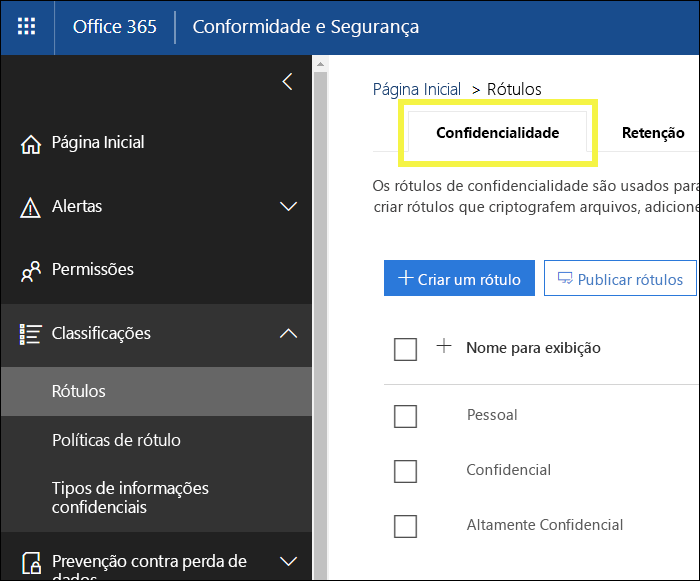 Office 365
Conformidade e Segurança
Página Inicial
Alertas
Permissões
Classificações
Rótulos
Políticas de rótulo
Tipos de informações
confidenciais
Prevenção contra perda de
dados
Página Inicial > Rótulos
Confidencialidade
Retenção
Os rótulos de confidencialidade são usados para
criar rótulos que criptografem arquivos, adicione
Criar um rótulo
Publicar rótulos
Nome para exibição
Pessoal
Confidencial
Altamente Confidencial